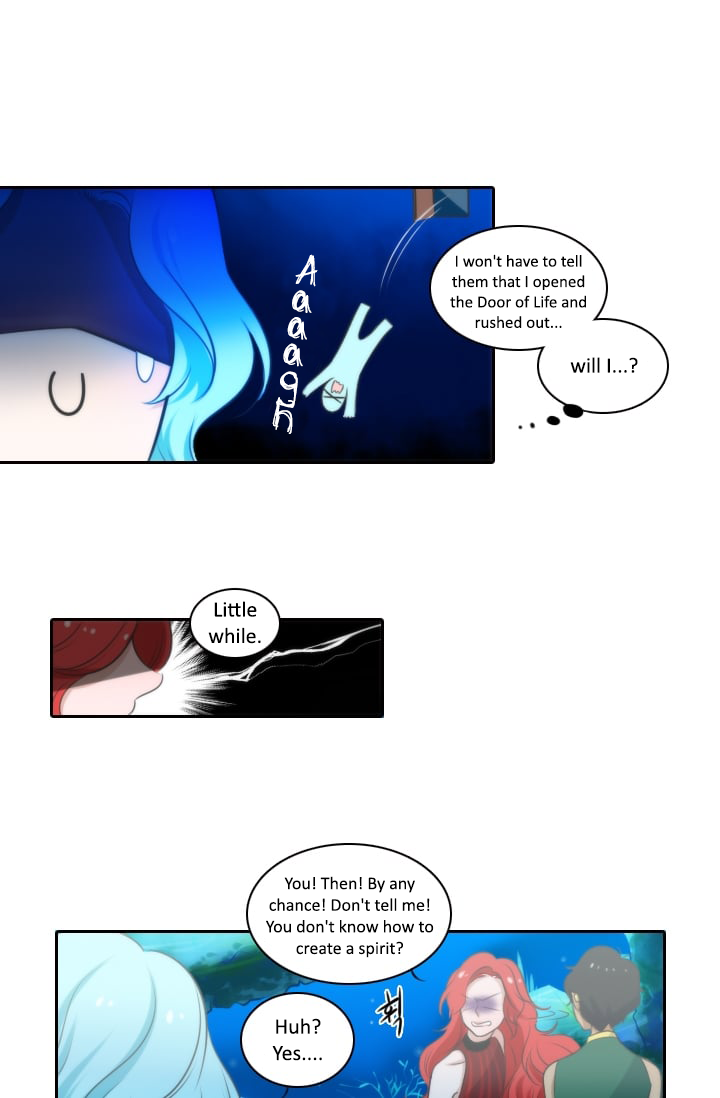 I won't have to tell
them that I opened
the Door of Life and
rushed out...
will I...?
Aaaagh
Little
while.
You! Then! By any
chance! Don't tell me!
You don't know how to
create a spirit?
Huh?
Yes....